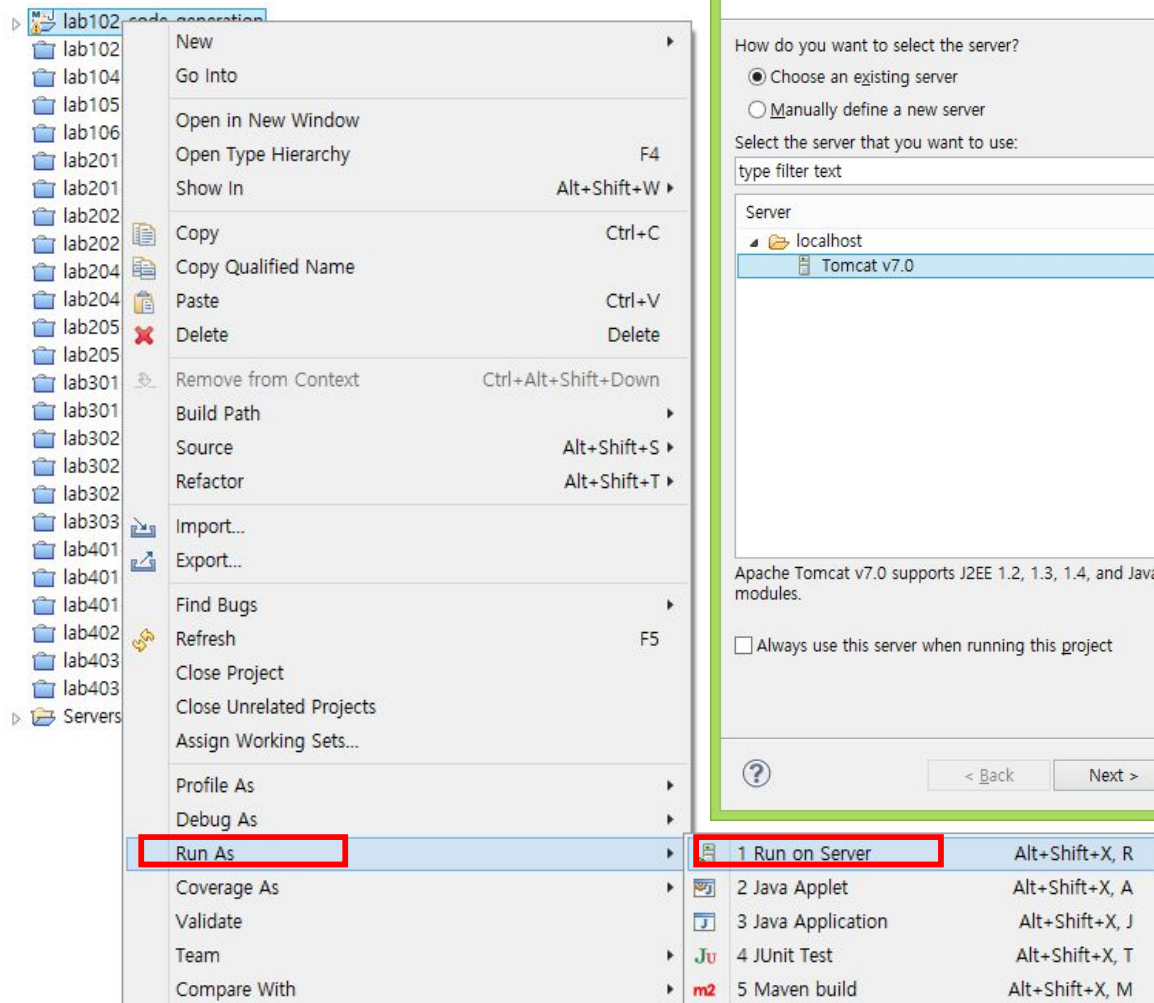 lab102_code_generation
lab102
lab104
lab105
lab106
lab201
lab201
lab202
lab202
lab204
lab204
lab205
lab205
lab301
lab301
lab302
lab302
lab302
lab303
lab401
lab401
lab401
lab402
lab403
lab403
Servers
New
Go Into
Open in New Window
Open Type Hierarchy F4
Show In Alt+Shift+W
Copy Ctrl+C
Copy Qualified Name
Paste Ctrl+V
Delete Delete
Remove from Context Ctrl+Alt+Shift+Down
Build Path
Source Alt+Shift+S
Refactor Alt+Shift+T
Import...
Export...
Find Bugs
Refresh F5
Close Project
Close Unrelated Projects
Assign Working Sets...
Profile As
Debug As
Run As
Coverage As
Validate
Team
Compare With
How do you want to select the server?
Choose an existing server
Manually define a new server
Select the server that you want to use:
type filter text
Server
localhost
Tomcat v7.0
Apache Tomcat v7.0 supports J2EE 1.2, 1.3, 1.4, and Java
modules.
Always use this server when running this project
< Back Next >
1 Run on Server Alt+Shift+X, R
2 Java Applet Alt+Shift+X, A
3 Java Application Alt+Shift+X, J
JU 4 JUnit Test Alt+Shift+X, T
m2 5 Maven build Alt+Shift+X, M